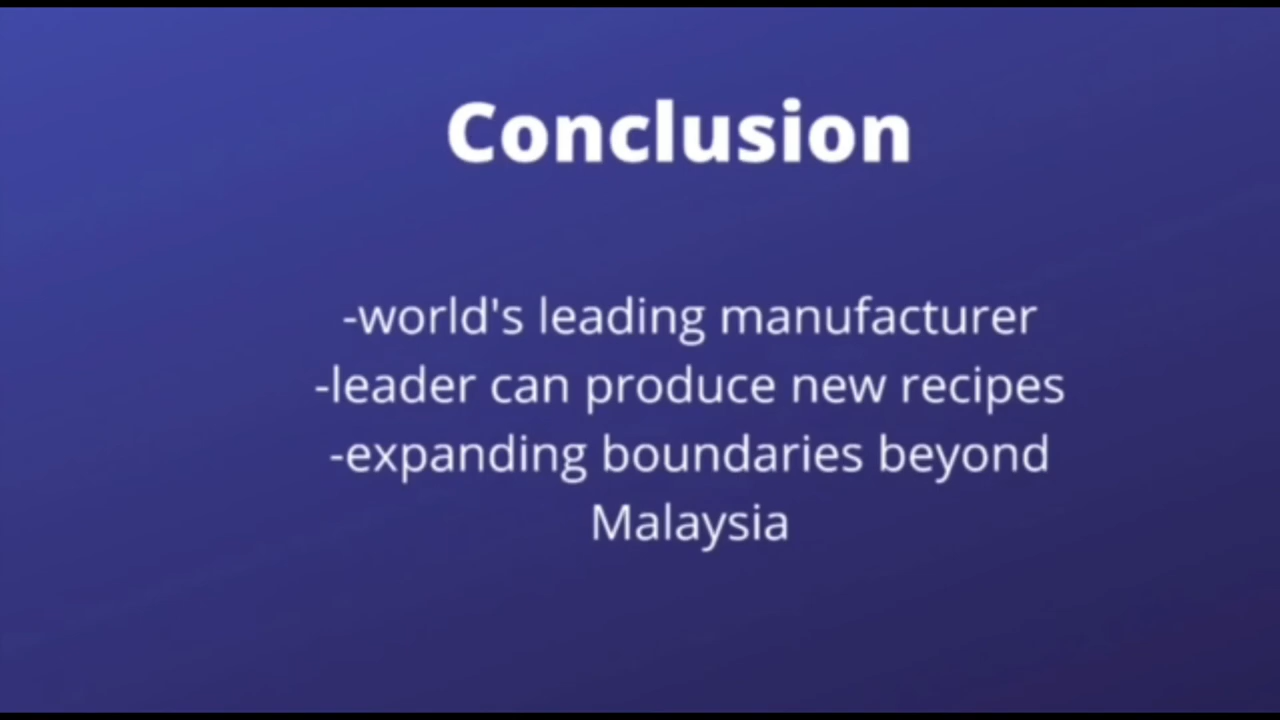 Conclusion
-world's leading manufacturer
-leader can produce new recipes
-expanding boundaries beyond
Malaysia